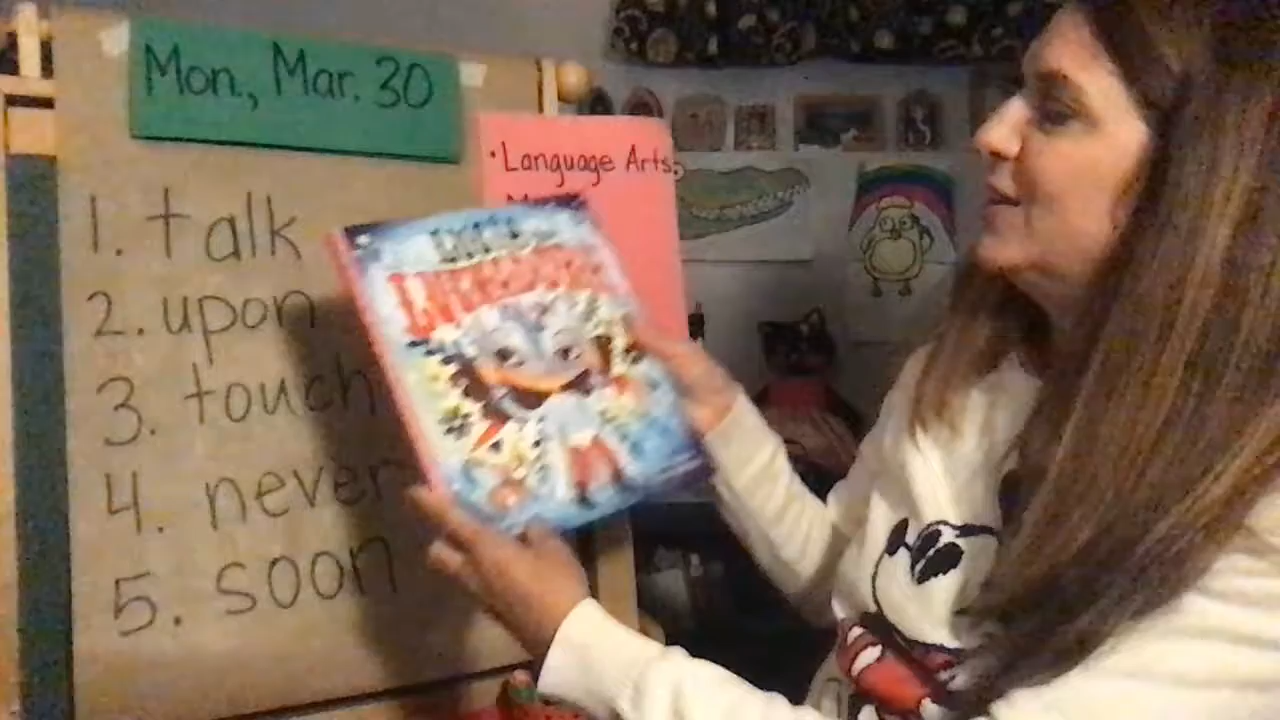 Mon., Mar. 30
• Language Arts,
1. talk
2. upon
3. touch
4. never
5. soon